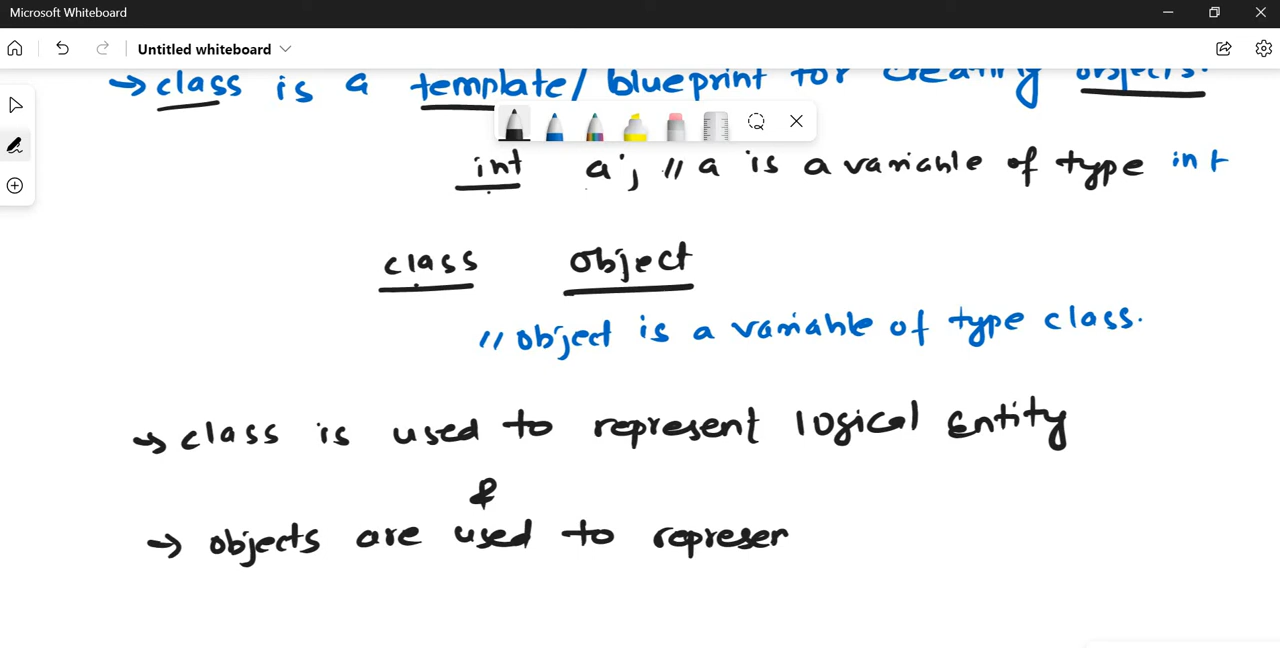 Microsoft Whiteboard
Untitled whiteboard
→ class is a template/ blueprint for creating objects.
int a; // a is a variable of type int
class object
// object is a variable of type class.
→ class is used to represent logical Entity
&
→ objects are used to represen